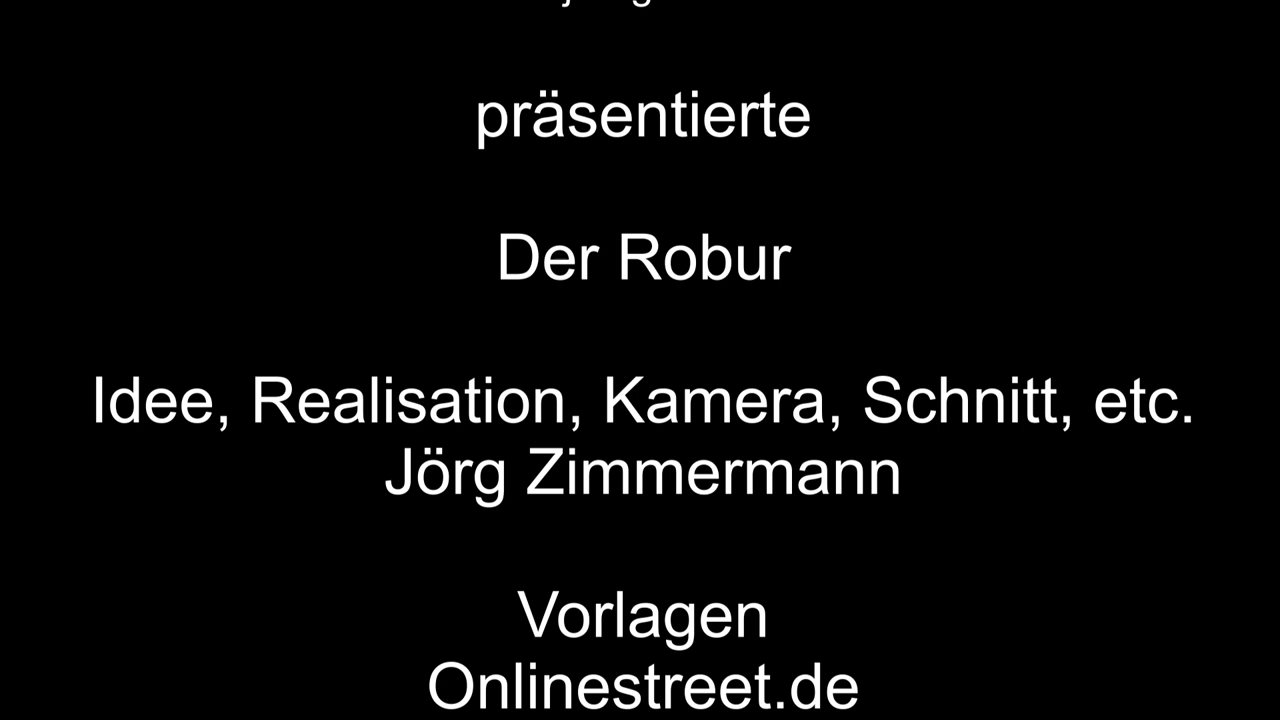 präsentierte
Der Robur
Idee, Realisation, Kamera, Schnitt, etc.
Jörg Zimmermann
Vorlagen
Onlinestreet.de